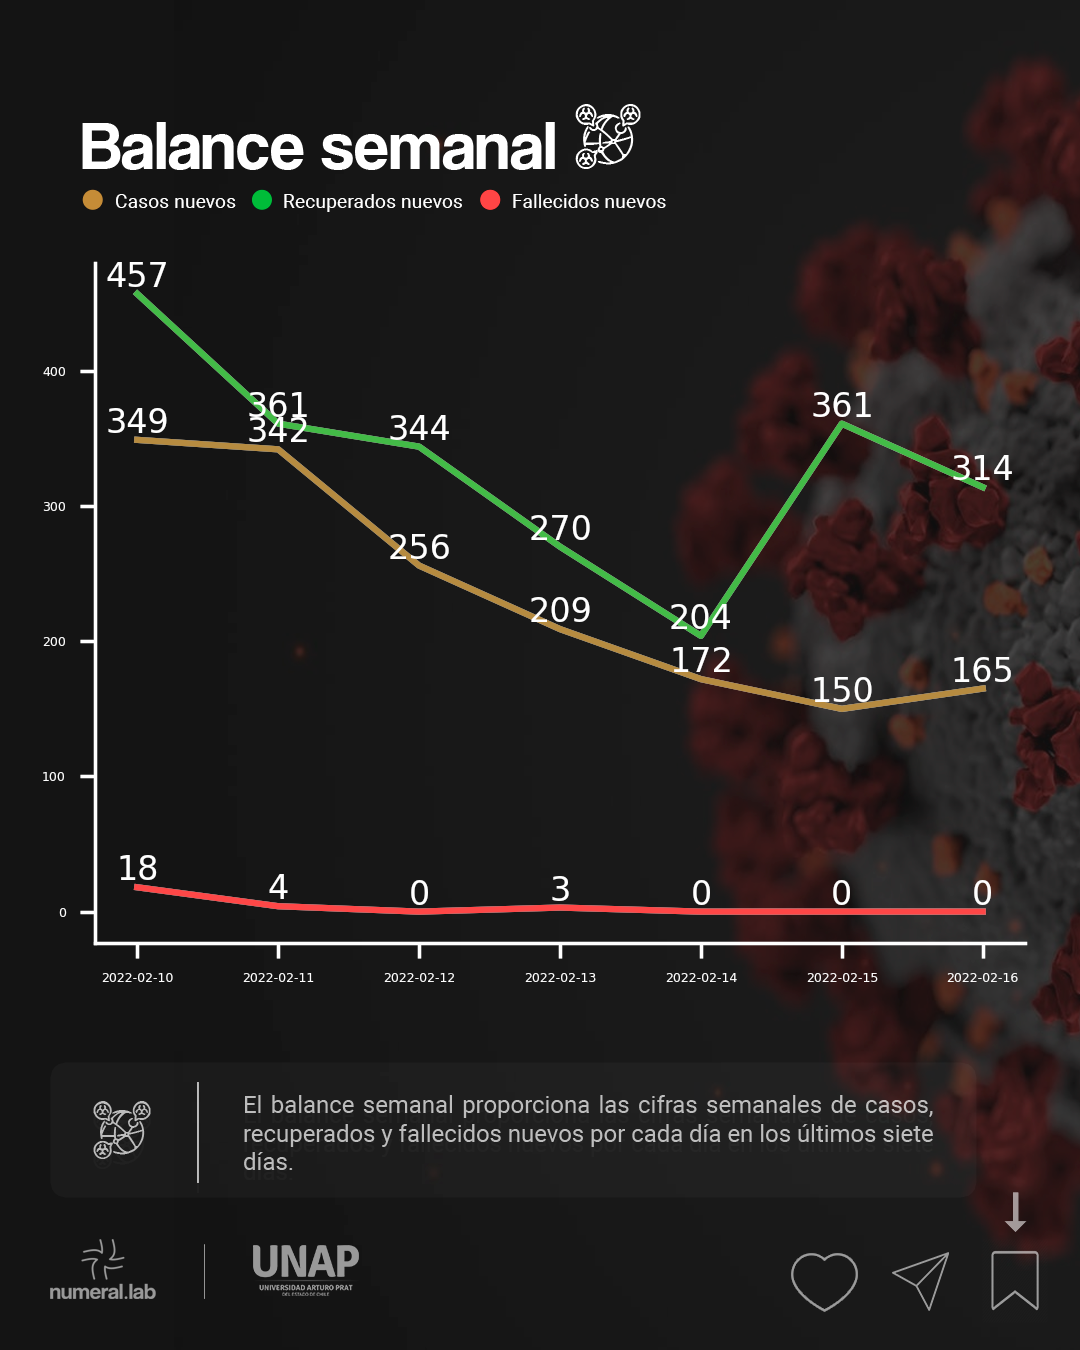 Balance semanal
Casos nuevos Recuperados nuevos Fallecidos nuevos
457
361
349 342 344 361
314
400
300
256 270
209 204
200
172 150 165
100
18 4 0 3 0 0 0
0
2022-02-10 2022-02-11 2022-02-12 2022-02-13 2022-02-14 2022-02-15 2022-02-16
El balance semanal proporciona las cifras semanales de casos,
recuperados y fallecidos nuevos por cada día en los últimos siete
días.
numeral.lab
UNAP
UNIVERSIDAD ARTURO PRAT
DEL ESTADO DE CHILE